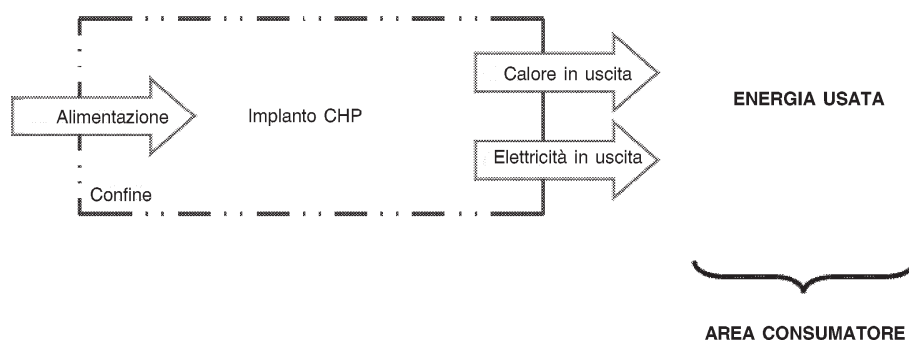 Calore in uscita
ENERGIA USATA
Alimentazione
Impianto CHP
Elettricità in uscita
Confine
AREA CONSUMATORE